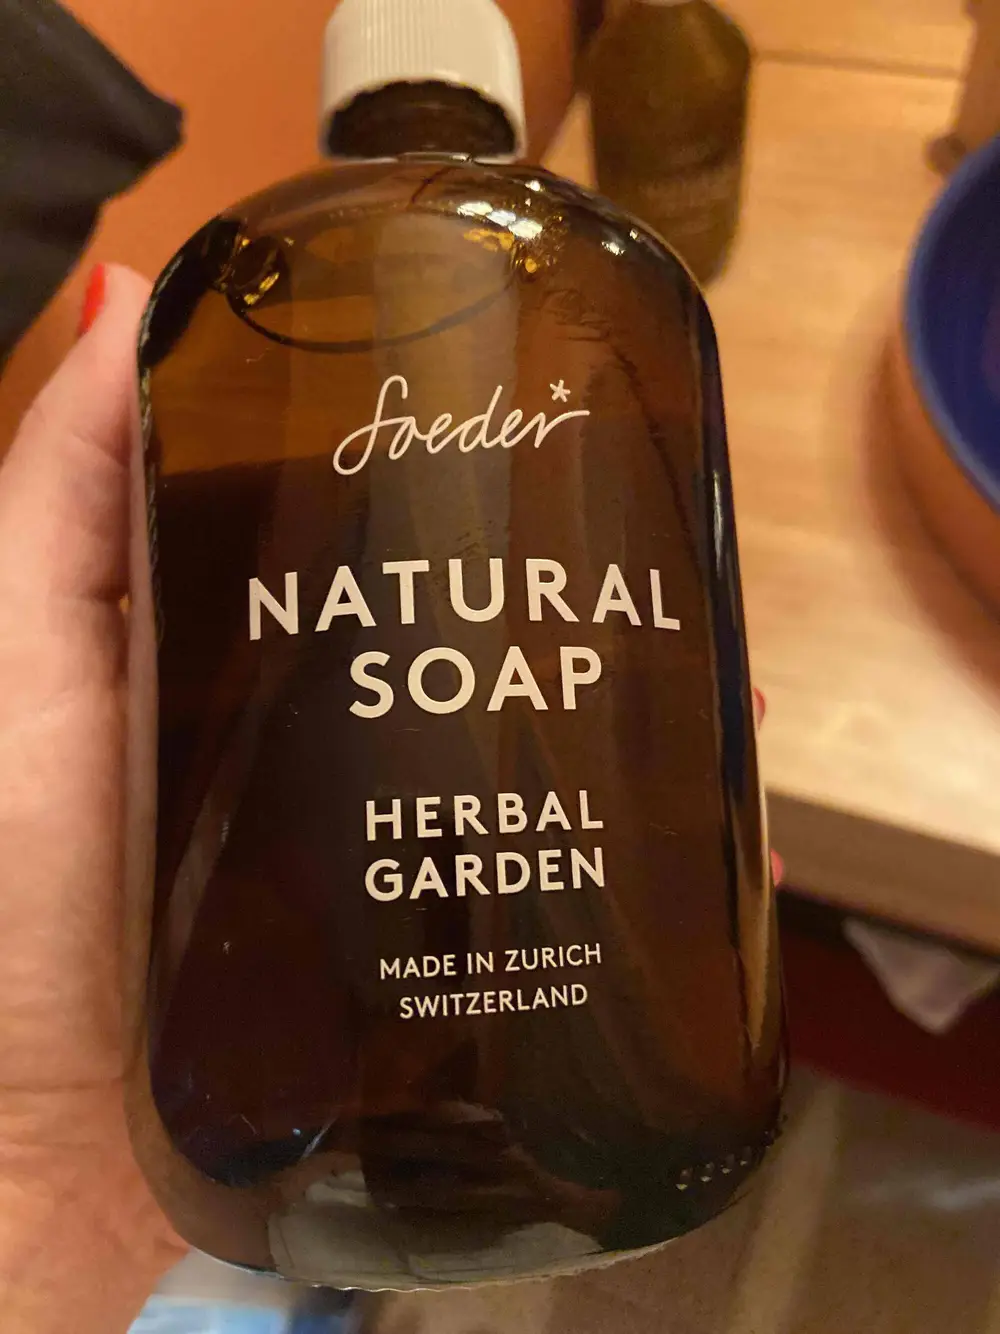 Soeder*
NATURAL
SOAP
HERBAL
GARDEN
MADE IN ZURICH
SWITZERLAND